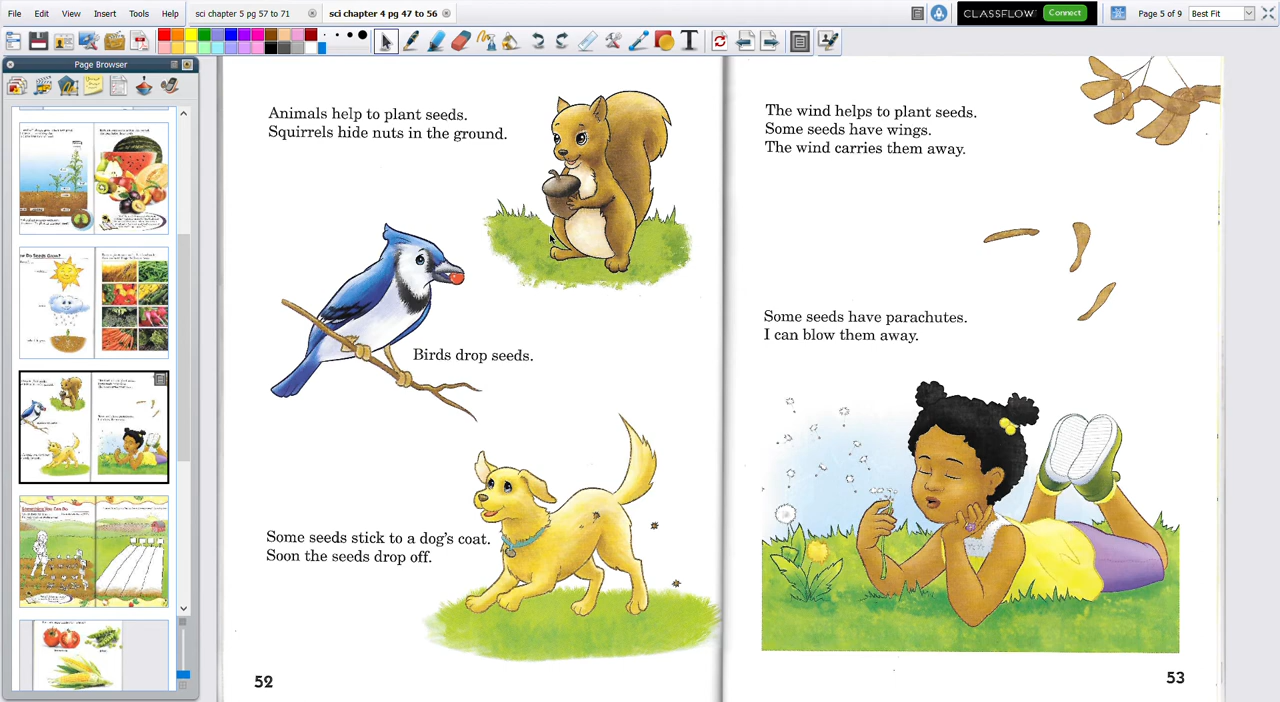 File Edit View Insert Tools Help
sci chapter 5 pg 57 to 71
sci chapter 4 pg 47 to 56
CLASSFLOW Connect
Page 5 of 9
Best Fit
Page Browser
Animals help to plant seeds.
Squirrels hide nuts in the ground.
Birds drop seeds.
Some seeds stick to a dog's coat.
Soon the seeds drop off.
52
The wind helps to plant seeds.
Some seeds have wings.
The wind carries them away.
Some seeds have parachutes.
I can blow them away.
53